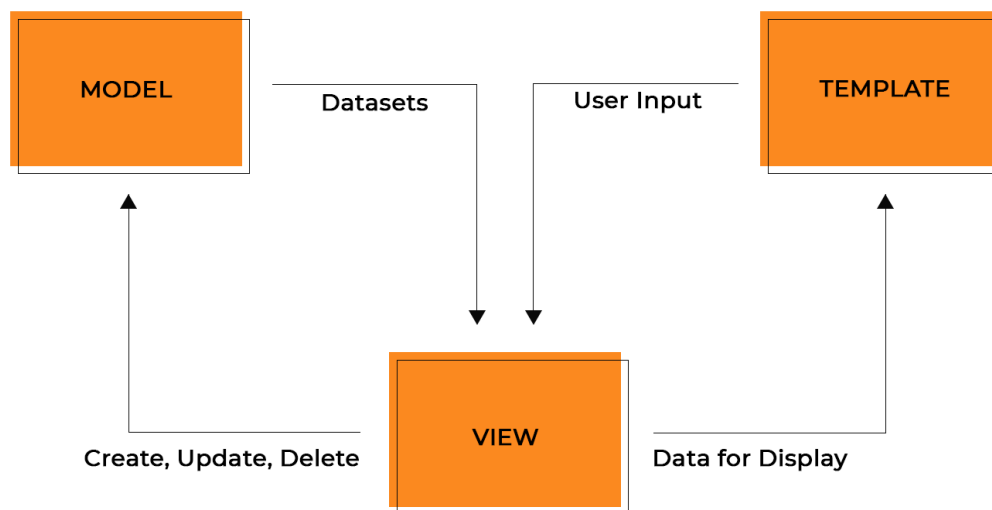 MODEL
TEMPLATE
Datasets
User Input
VIEW
Create, Update, Delete
Data for Display